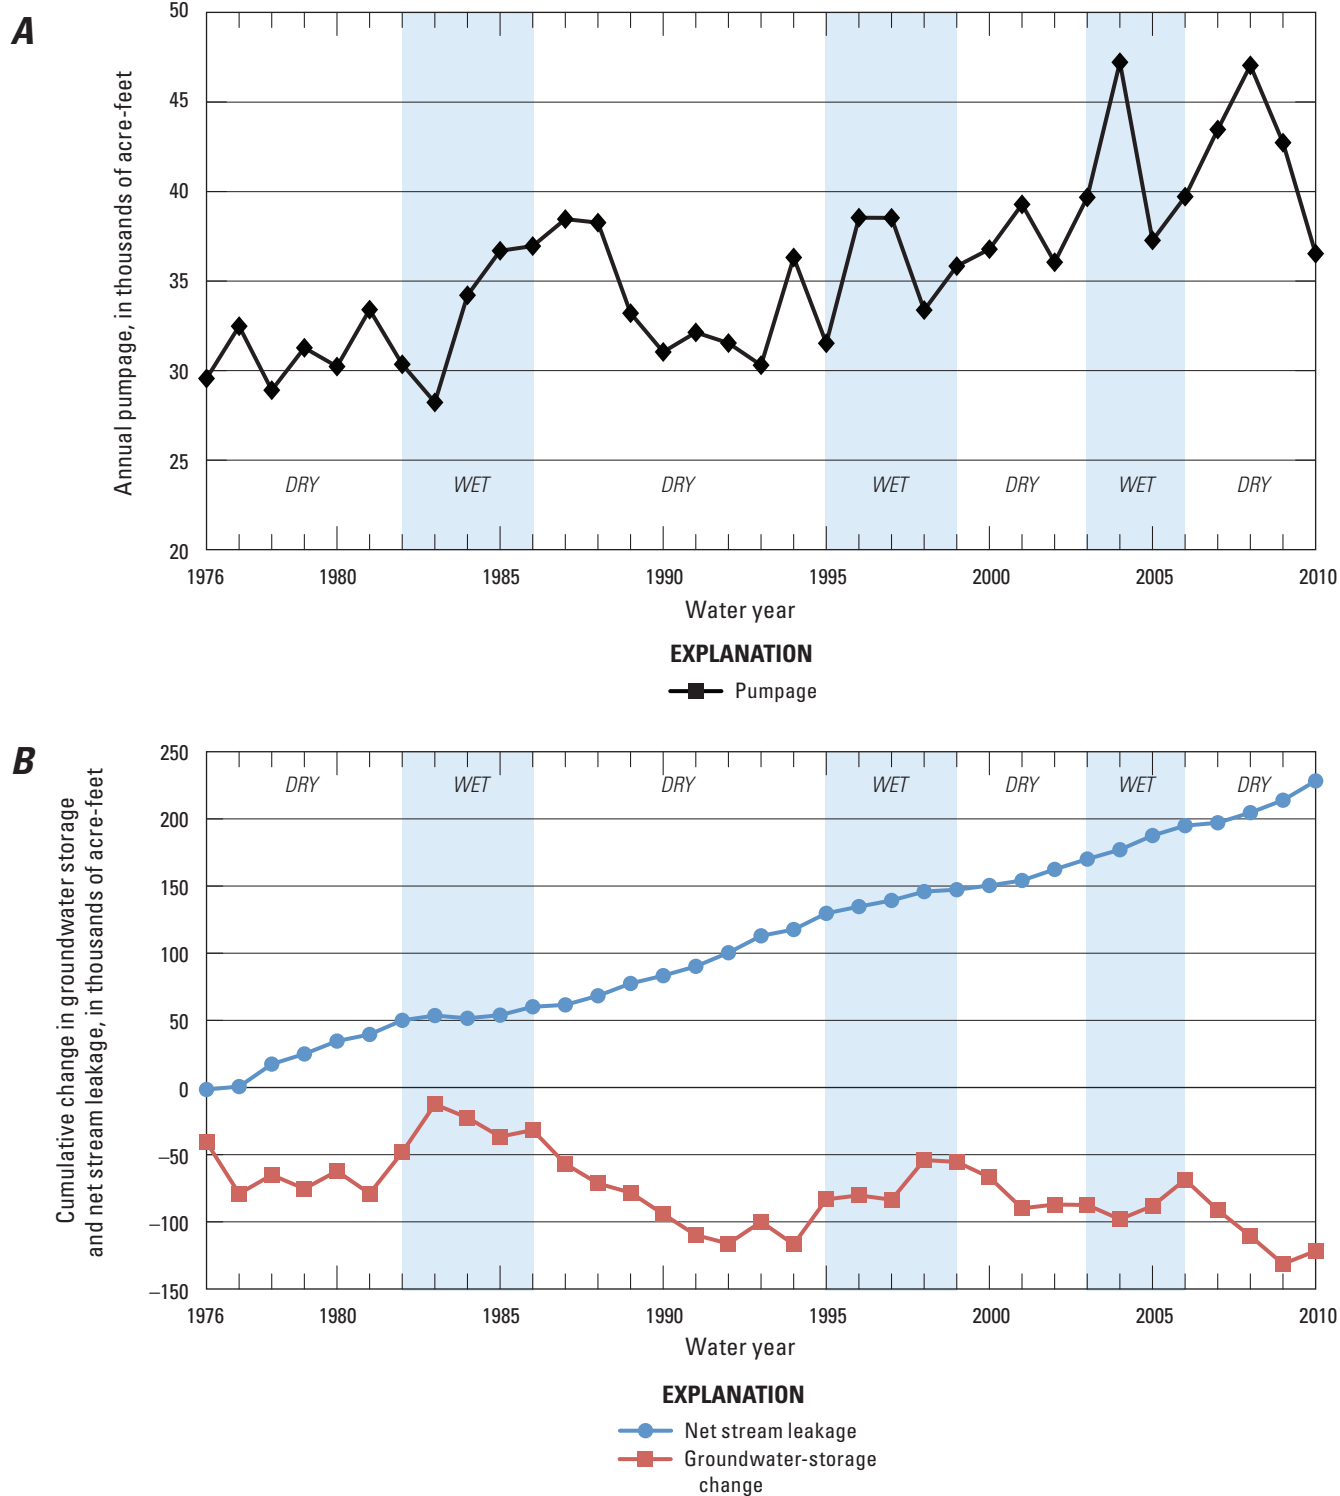 A
Annual pumpage, in thousands of acre-feet
50
45
40
35
30
25
20
DRY WET DRY WET DRY WET DRY
1976 1980 1985 1990 1995 2000 2005 2010
Water year
EXPLANATION
Pumpage
B
Cumulative change in groundwater storage
and net stream leakage, in thousands of acre-feet
250
200
150
100
50
0
–50
–100
–150
DRY WET DRY WET DRY WET DRY
1976 1980 1985 1990 1995 2000 2005 2010
Water year
EXPLANATION
Net stream leakage
Groundwater-storage
change